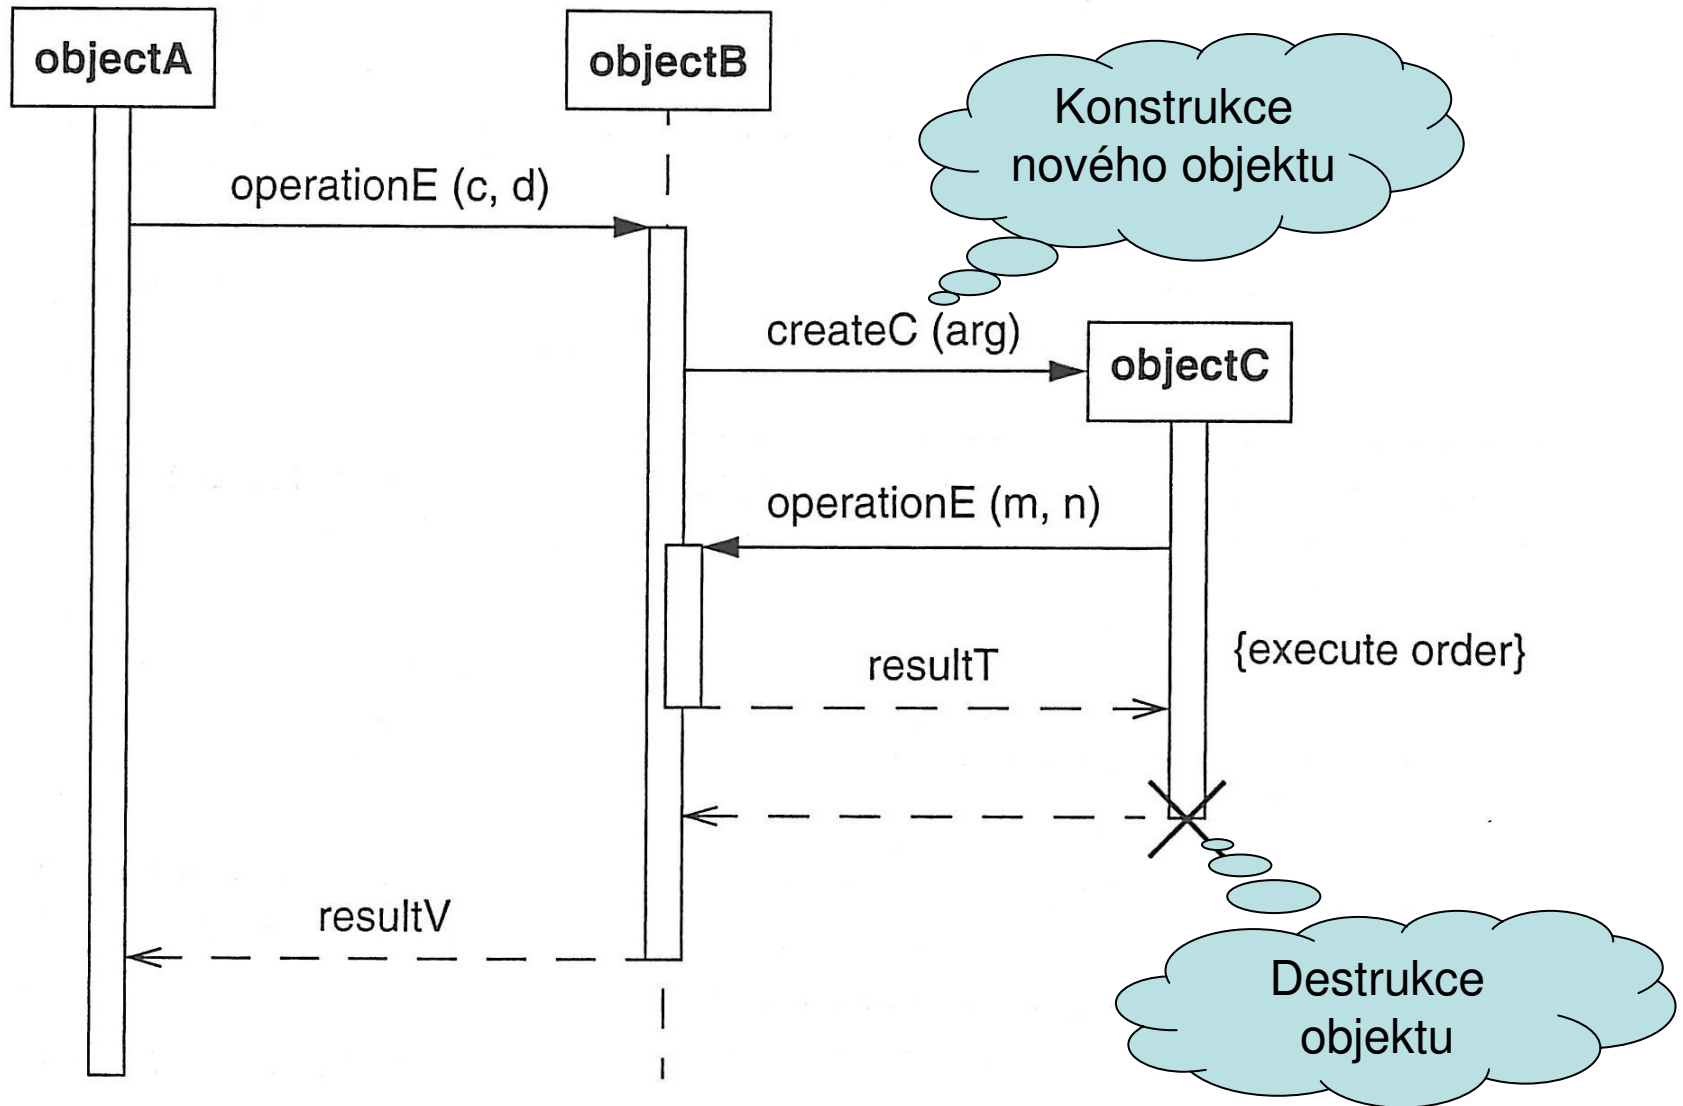 objectA
objectB
Konstrukce
nového objektu
operationE (c, d)
createC (arg)
objectC
operationE (m, n)
{execute order}
resultT
resultV
Destrukce
objektu